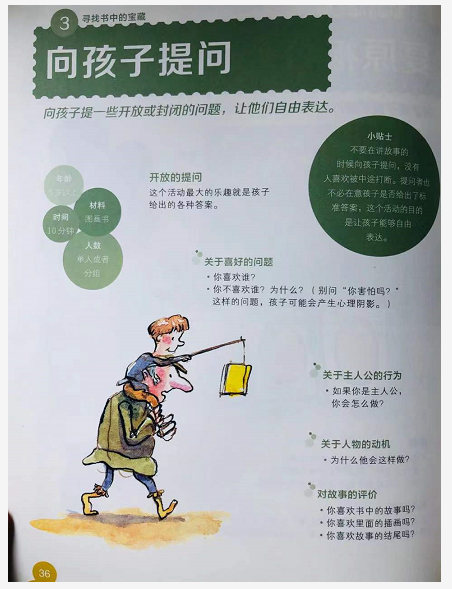 3 寻找书中的宝藏
向孩子提问
向孩子提一些开放或封闭的问题，让他们自由表达。
小贴士
不要在讲故事的
时候向孩子提问，没有
人喜欢被中途打断。提问者也
不必在意孩子是否给出了标
准答案，这个活动的目的
是让孩子能够自由
表达。
年龄
材料
图画书
时间
10分钟
人数
单人或者
分组
开放的提问
这个活动最大的乐趣就是孩子
给出的各种答案。
关于喜好的问题
·你喜欢谁？
·你不喜欢谁？为什么？（别问“你害怕吗？”
这样的问题，孩子可能会产生心理阴影。）
关于主人公的行为
·如果你是主人公，
你会怎么做？
关于人物的动机
·为什么他会这样做？
对故事的评价
·你喜欢书中的故事吗？
·你喜欢里面的插画吗？
·你喜欢故事的结尾吗？
36